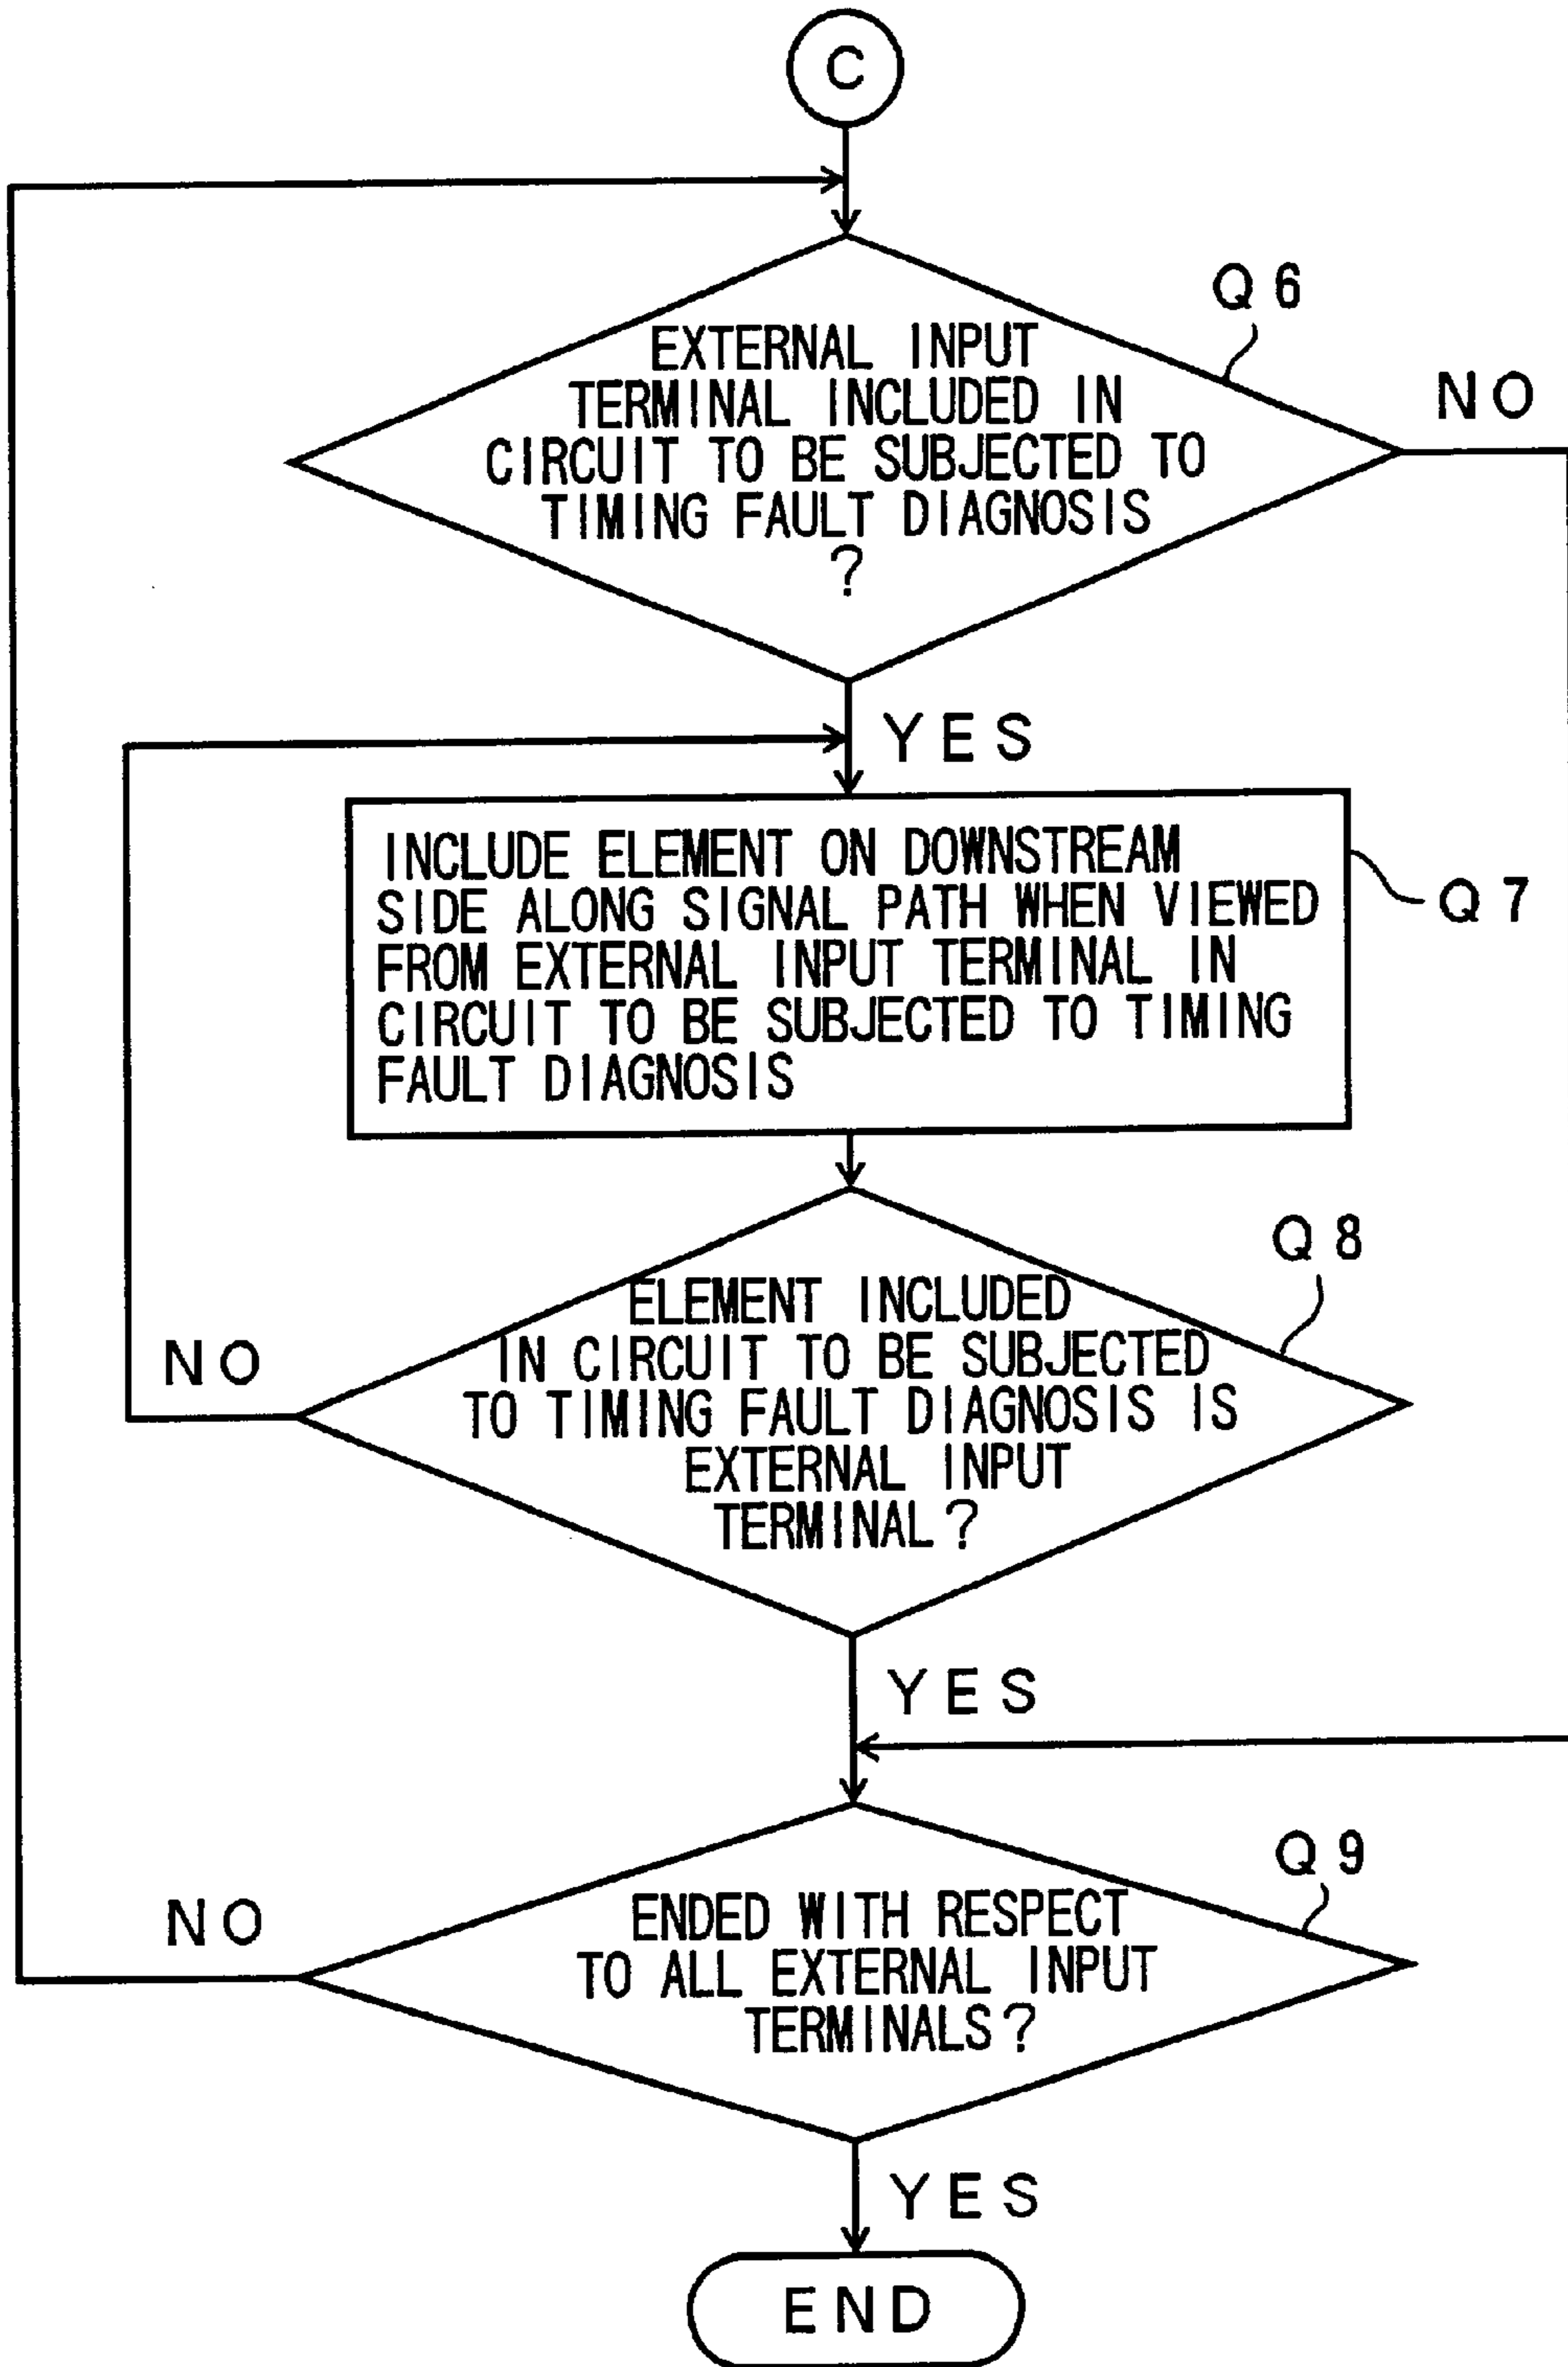 C
Q6
EXTERNAL INPUT
TERMINAL INCLUDED IN
CIRCUIT TO BE SUBJECTED TO
TIMING FAULT DIAGNOSIS
?
NO
YES
INCLUDE ELEMENT ON DOWNSTREAM
SIDE ALONG SIGNAL PATH WHEN VIEWED
FROM EXTERNAL INPUT TERMINAL IN
CIRCUIT TO BE SUBJECTED TO TIMING
FAULT DIAGNOSIS
Q7
Q8
ELEMENT INCLUDED
IN CIRCUIT TO BE SUBJECTED
TO TIMING FAULT DIAGNOSIS IS
EXTERNAL INPUT
TERMINAL?
NO
YES
Q9
ENDED WITH RESPECT
TO ALL EXTERNAL INPUT
TERMINALS?
NO
YES
END